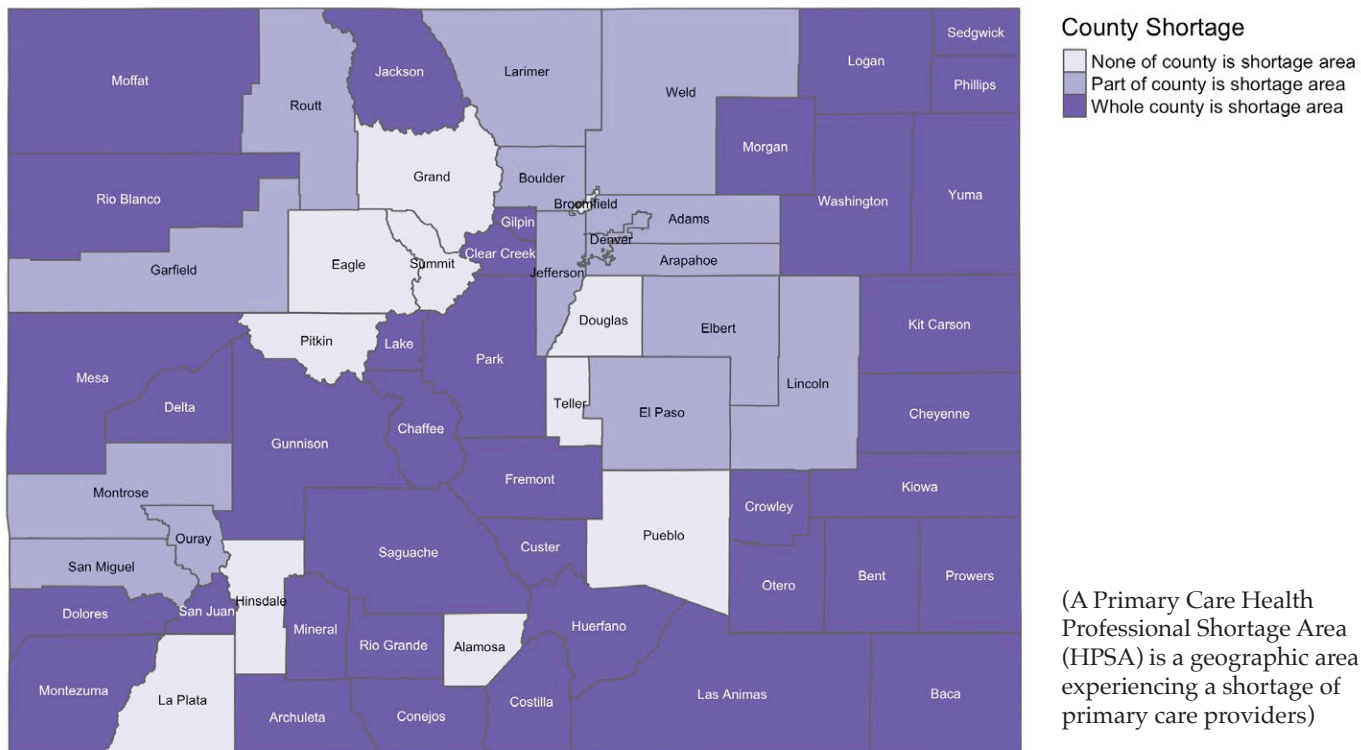 County Shortage
None of county is shortage area
Part of county is shortage area
Whole county is shortage area
Moffat
Routt
Jackson
Larimer
Weld
Logan
Sedgwick
Phillips
Morgan
Rio Blanco
Grand
Boulder
Broomfield
Washington
Yuma
Gilpin
Adams
Denver
Clear Creek
Garfield
Eagle
Summit
Jefferson
Arapahoe
Douglas
Elbert
Kit Carson
Pitkin
Lake
Park
Mesa
Lincoln
Delta
Teller
El Paso
Cheyenne
Gunnison
Chaffee
Fremont
Kiowa
Montrose
Crowley
Ouray
Pueblo
Saguache
Custer
San Miguel
Otero
Bent
Prowers
Hinsdale
Dolores
San Juan
Mineral
Rio Grande
Alamosa
Huerfano
Montezuma
La Plata
Archuleta
Conejos
Costilla
Las Animas
Baca
(A Primary Care Health
Professional Shortage Area
(HPSA) is a geographic area
experiencing a shortage of
primary care providers)